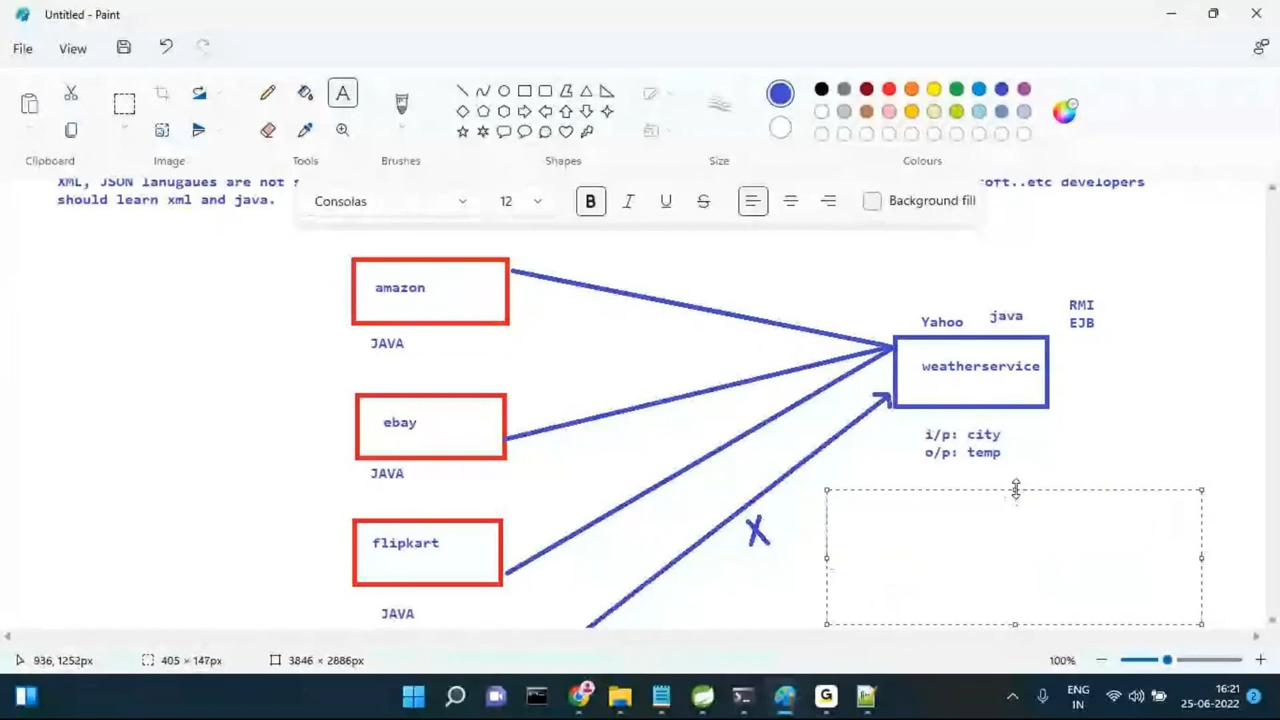 Untitled - Paint
File
View
Clipboard
Image
Tools
Brushes
Shapes
Size
Colours
XML, JSON lanugaues are not s
oft..etc developers
should learn xml and java.
Consolas
12
B
I
U
S
Background fill
amazon
JAVA
ebay
JAVA
flipkart
JAVA
Yahoo
java
RMI
EJB
weatherservice
i/p: city
o/p: temp
X
936, 1252px
405 × 147px
3846 × 2886px
100%
ENG
IN
16:21
25-06-2022
2